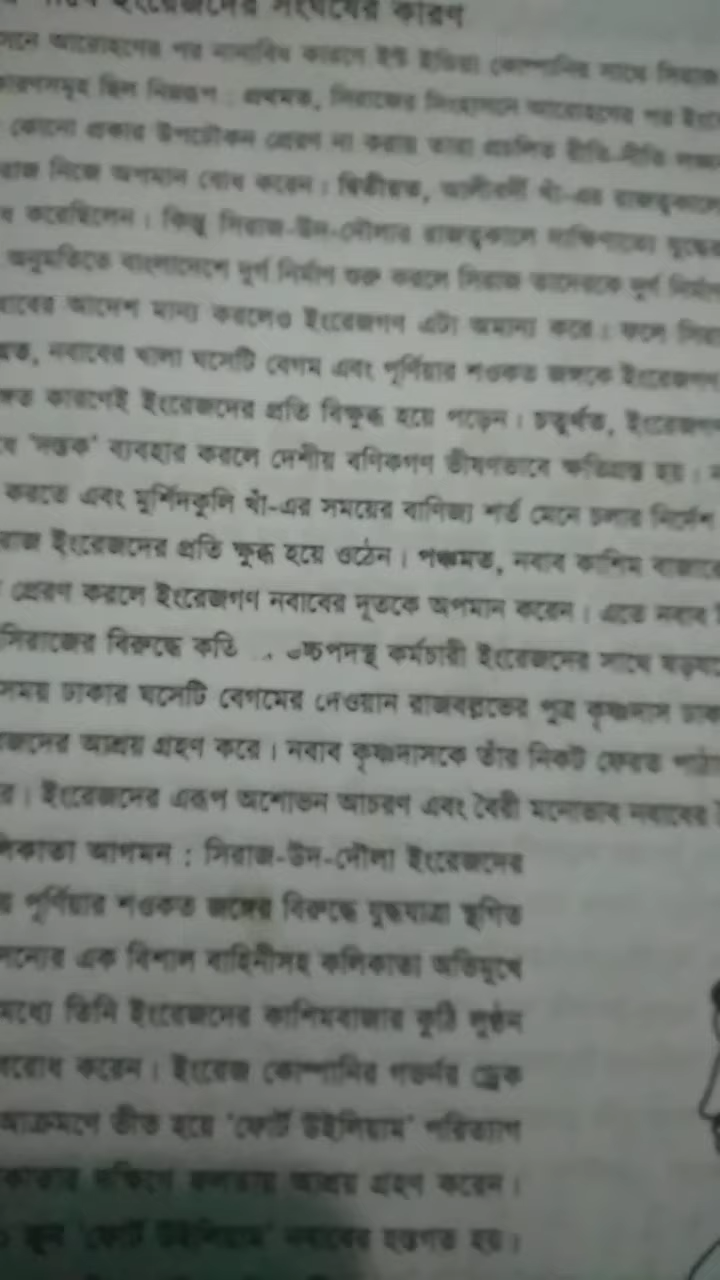 ইংরেজদের সংঘর্ষের কারণ
আরোহণের পর নানাবিধ কারণে ইস্ট ইন্ডিয়া কোম্পানির সাথে সিরাজ
ছিল নিম্নরূপ : প্রথমত, সিরাজের সিংহাসনে আরোহণের পর
কোনো প্রকার উপঢৌকন প্রেরণ না করায় তারা প্রচলিত রীতি-নীতি
নিজে অপমান বোধ করেন। দ্বিতীয়ত, আলীবর্দী খাঁ-এর রাজত্বকালে
করেছিলেন। কিন্তু সিরাজ-উদ-দৌলার রাজত্বকালে দাক্ষিণাত্যে যুদ্ধের
অনুমতিতে বাংলাদেশে দুর্গ নির্মাণ শুরু করলে সিরাজ তাদেরকে দুর্গ নির্মাণ
আদেশ মান্য করলেও ইংরেজগণ এটা অমান্য করে। ফলে
নবাবের খালা ঘসেটি বেগম এবং পূর্ণিয়ার শওকত জঙ্গকে ইংরেজগণ
কারণেই ইংরেজদের প্রতি বিক্ষুব্ধ হয়ে পড়েন। চতুর্থত, ইংরেজগণ
'দস্তক' ব্যবহার করলে দেশীয় বণিকগণ ভীষণভাবে ক্ষতিগ্রস্ত হয়।
করতে এবং মুর্শিদকুলি খাঁ-এর সময়ের বাণিজ্য শর্ত মেনে চলার নির্দেশ
ইংরেজদের প্রতি ক্ষুব্ধ হয়ে ওঠেন। পঞ্চমত, নবাব কাশিম বাজারে
প্রেরণ করলে ইংরেজগণ নবাবের দূতকে অপমান করেন। এতে নবাব
সিরাজের বিরুদ্ধে কতি পদস্থ কর্মচারী ইংরেজদের সাথে
সময় ঢাকার ঘসেটি বেগমের দেওয়ান রাজবল্লভের পুত্র কৃষ্ণদাস
আশ্রয় গ্রহণ করে। নবাব কৃষ্ণদাসকে তাঁর নিকট ফেরত
ইংরেজদের এরূপ অশোভন আচরণ এবং বৈরী মনোভাব নবাবের
আগমন : সিরাজ-উদ-দৌলা ইংরেজদের
পূর্ণিয়ার শওকত জঙ্গের বিরুদ্ধে যুদ্ধযাত্রা স্থগিত
এক বিশাল বাহিনীসহ কলিকাতা অভিমুখে
মধ্যে তিনি ইংরেজদের কাশিমবাজার কুঠি লুণ্ঠন
করেন। ইংরেজ কোম্পানির গভর্নর ড্রেক
আক্রমণে ভীত হয়ে 'ফোর্ট উইলিয়াম' পরিত্যাগ
আশ্রয় গ্রহণ করেন।
'ফোর্ট উইলিয়াম' নবাবের হস্তগত হয়।